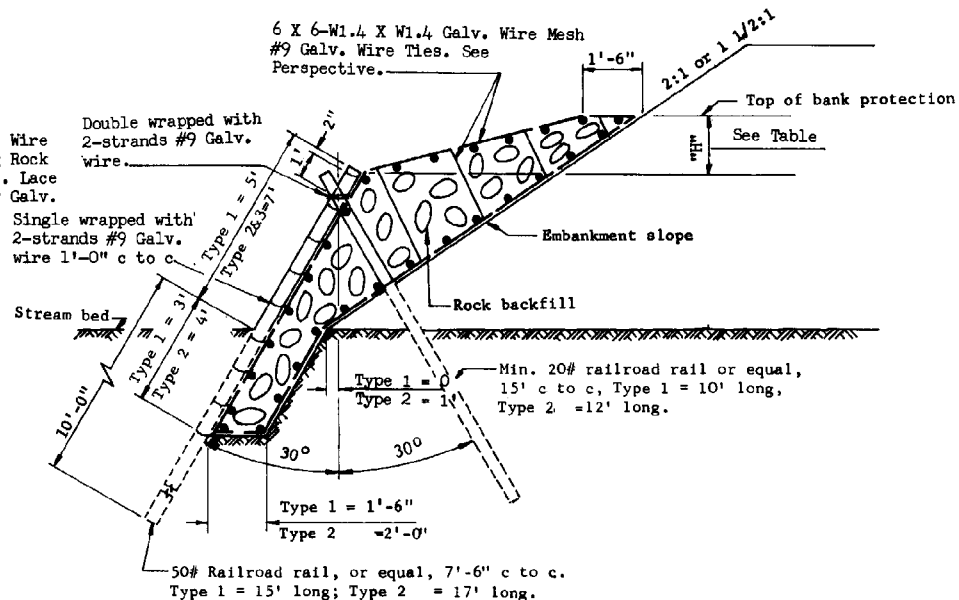 6 X 6-W1.4 X W1.4 Galv. Wire Mesh
#9 Galv. Wire Ties. See
Perspective.
1'-6"
2:1 or 1 1/2:1
Top of bank protection
"H"
See Table
Wire
Rock
. Lace
Galv.
Double wrapped with
2-strands #9 Galv.
wire.
2"
1'
Single wrapped with
2-strands #9 Galv.
wire 1'-0" c to c
Type 1 = 5'
Type 2&3=7'
Embankment slope
Rock backfill
Stream bed
Type 1 = 3'
Type 2 = 4'
10'-0"
Type 1 = 0
Type 2 = 1'
Min. 20# railroad rail or equal,
15' c to c, Type 1 = 10' long,
Type 2 =12' long.
30°
30°
Type 1 = 1'-6"
Type 2 =2'-0"
50# Railroad rail, or equal, 7'-6" c to c.
Type 1 = 15' long; Type 2 = 17' long.